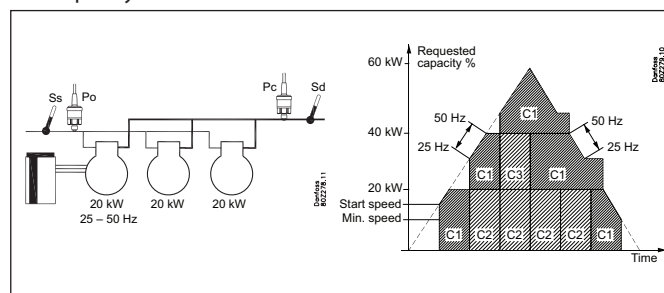 Ss
Po
Pc
Sd
20 kW
25 – 50 Hz
20 kW
20 kW
Danfoss
80Z278.11
Requested
capacity %
60 kW
40 kW
20 kW
Start speed
Min. speed
50 Hz
25 Hz
50 Hz
25 Hz
C1
C1
C3
C1
C1
C2
C2
C2
C2
C1
Time
Danfoss
80Z279.10